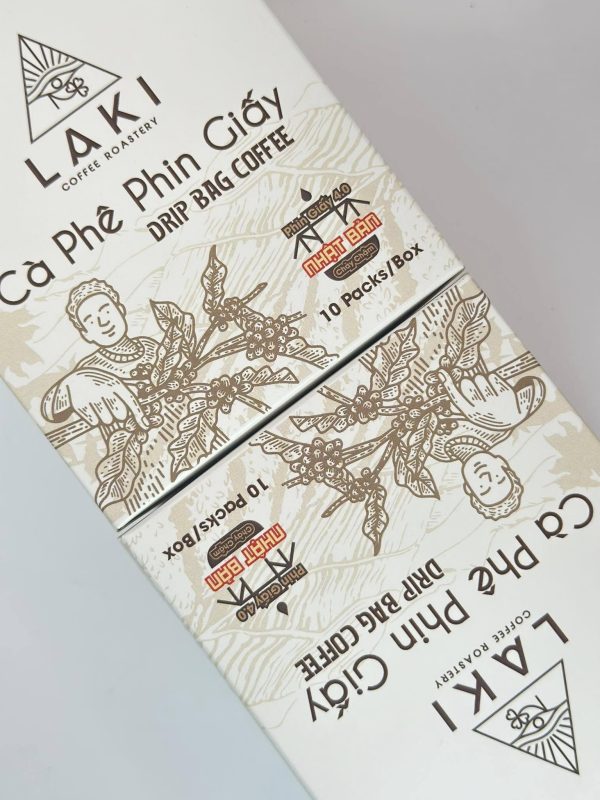 LAKI
COFFEE ROASTERY
Cà Phê Phin Giấy
DRIP BAG COFFEE
Phin Giấy 4.0
NHẬT BẢN
Chảy Chậm
10 Packs/Box
10 Packs/Box
Chảy Chậm
NHẬT BẢN
Phin Giấy 4.0
DRIP BAG COFFEE
Cà Phê Phin Giấy
COFFEE ROASTERY
LAKI